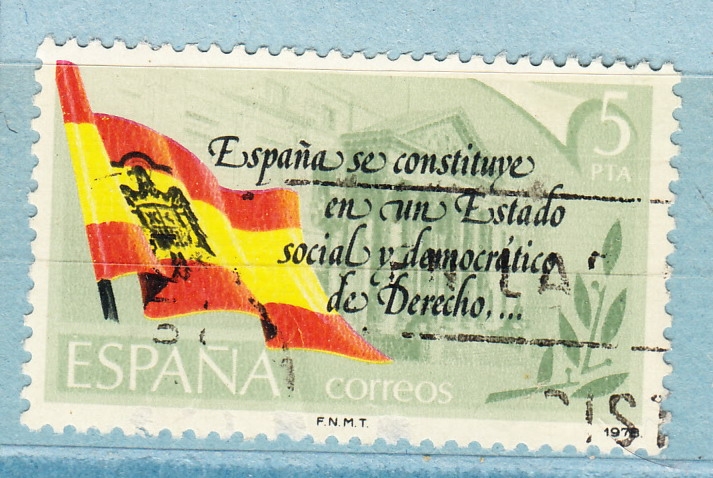 5
PTA
España se constituye
en un Estado
social y democrático
de Derecho,...
ESPAÑA correos
F.N.M.T.
1978